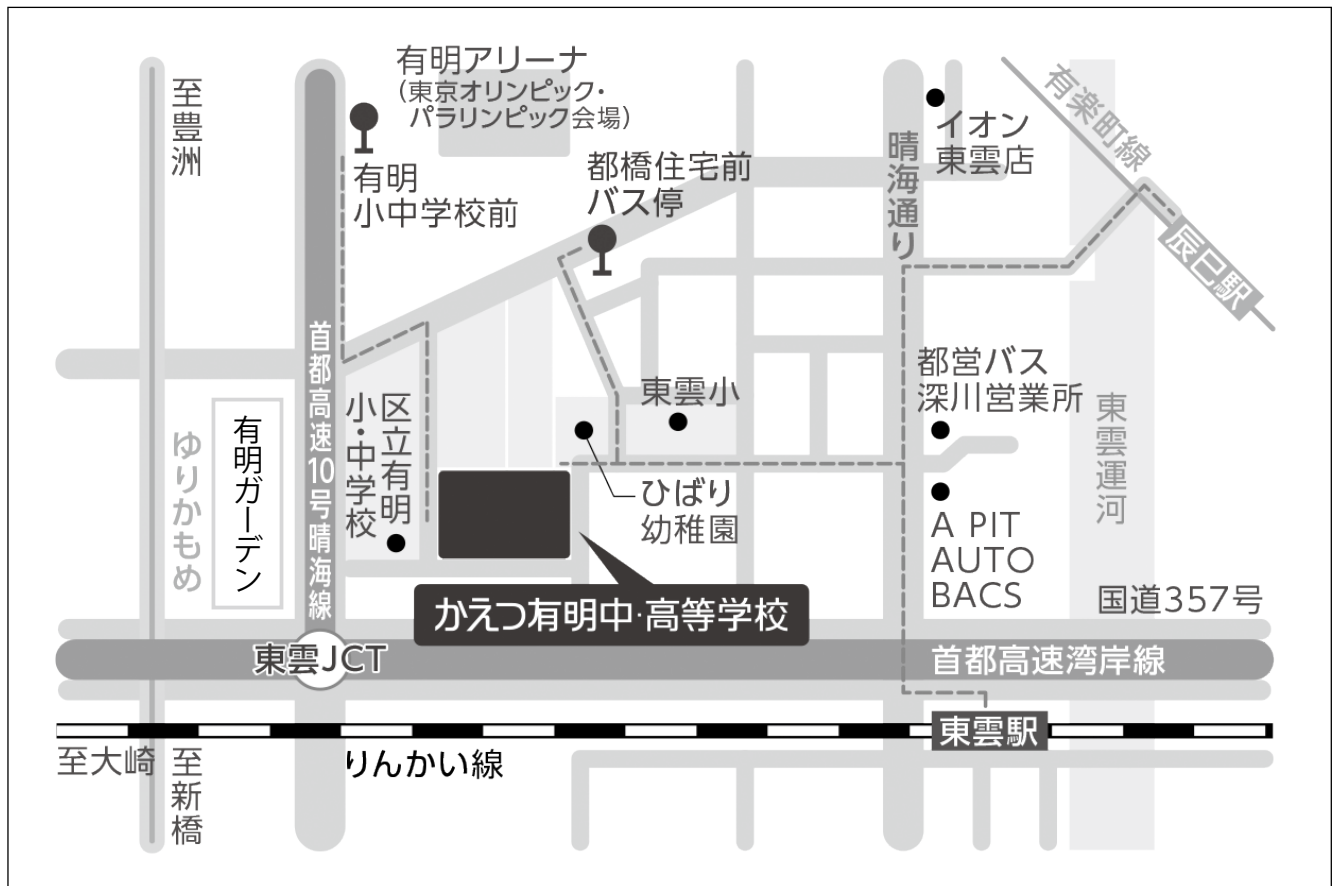 至豊洲
有明アリーナ
（東京オリンピック・
パラリンピック会場）
有明
小中学校前
都橋住宅前
バス停
晴海通り
イオン
東雲店
有楽町線
辰巳駅
首都高速10号晴海線
ゆりかもめ
有明ガーデン
区立有明
小・中学校
東雲小
ひばり
幼稚園
都営バス
深川営業所
東雲運河
A PIT
AUTO
BACS
かえつ有明中・高等学校
国道357号
東雲JCT
首都高速湾岸線
東雲駅
至大崎
至新橋
りんかい線